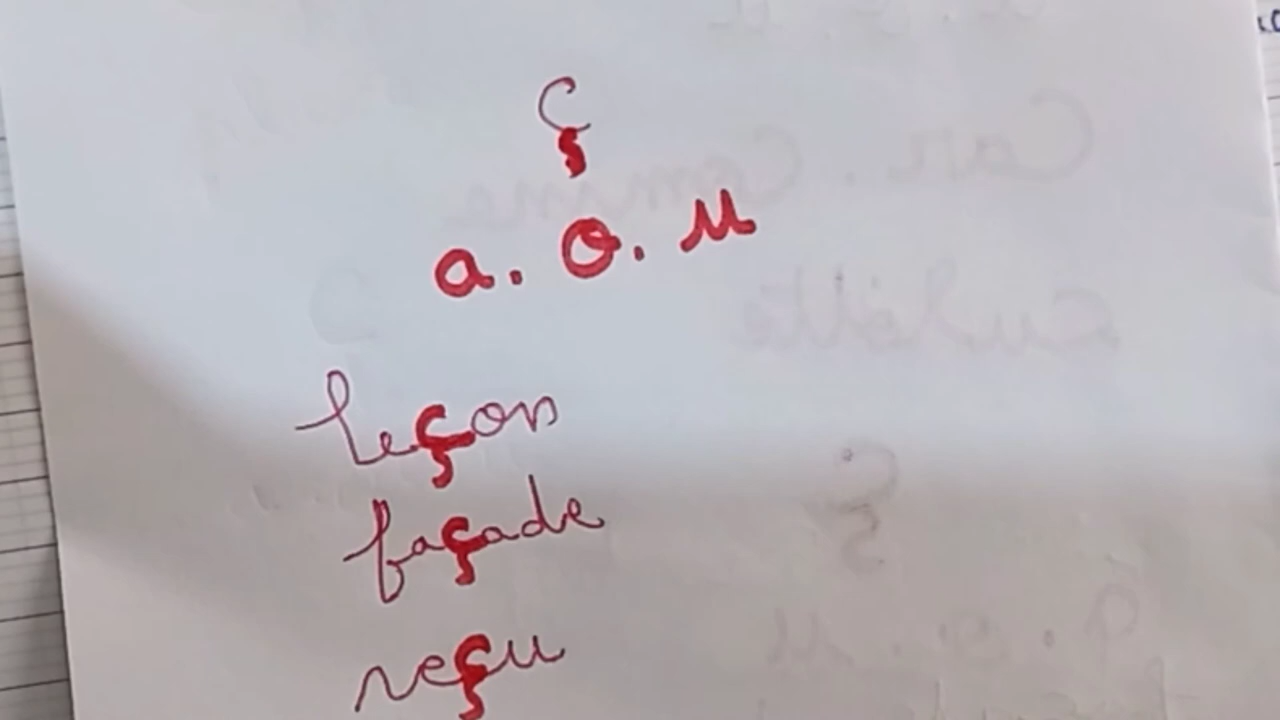 ç
a. o. u
leçon
façade
reçu